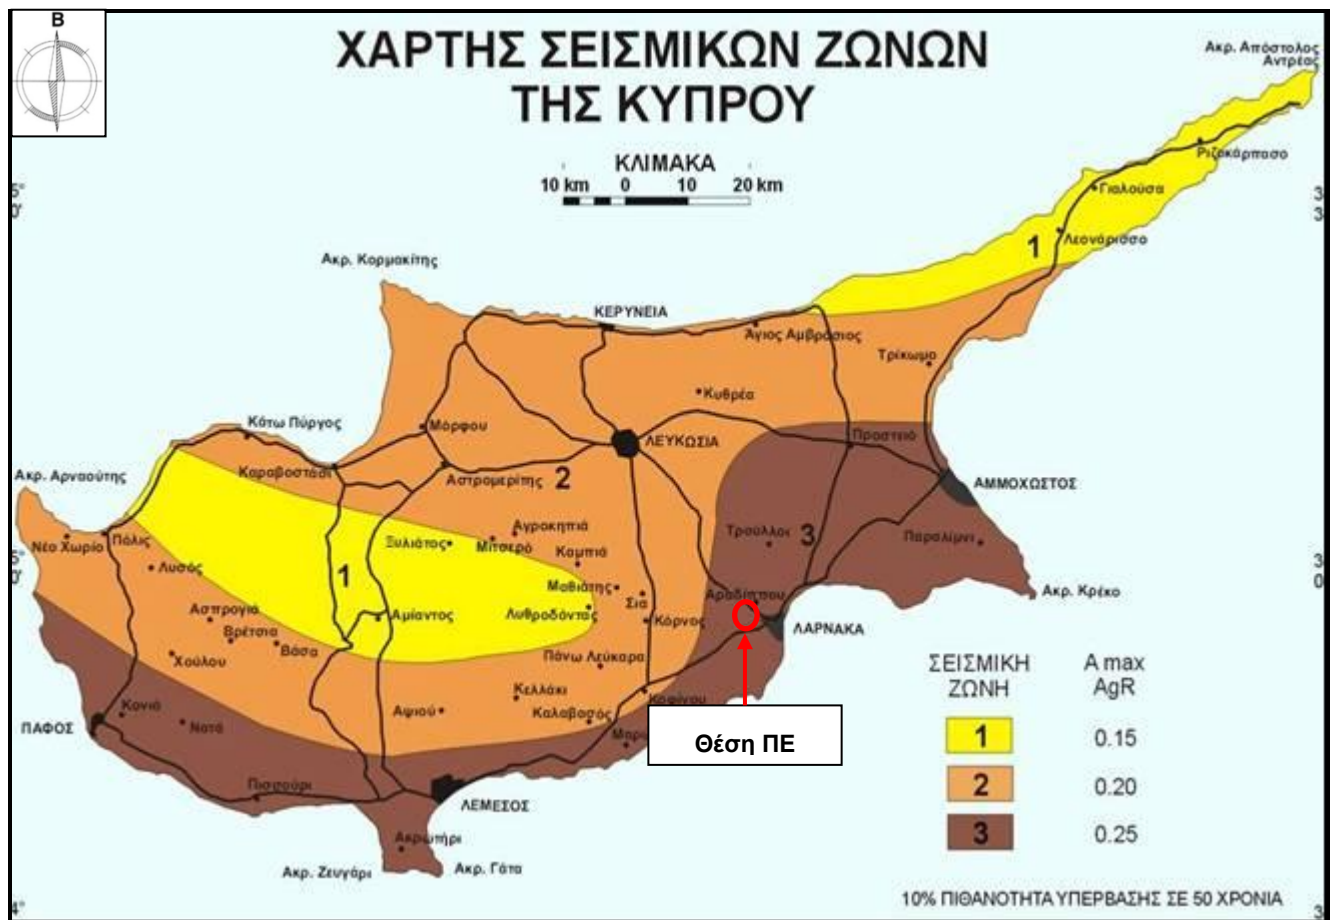 Β
ΧΑΡΤΗΣ ΣΕΙΣΜΙΚΩΝ ΖΩΝΩΝ
ΤΗΣ ΚΥΠΡΟΥ
ΚΛΙΜΑΚΑ
10 km 0 10 20 km
Ακρ. Απόστολος
Αντρέας
Ριζοκάρπασο
Γιαλούσα
Λεονάρισσο
1
Ακρ. Κορμακίτης
ΚΕΡΥΝΕΙΑ
Άγιος Αμβρόσιος
Τρίκωμο
Κυθρέα
Κάτω Πύργος
Μόρφου
ΛΕΥΚΩΣΙΑ
Πραστειό
Καραβοστάσι
Ακρ. Αρναούτης
Αστρομερίτης
2
ΑΜΜΟΧΩΣΤΟΣ
Νέο Χωρίο
Πόλις
Ξυλιάτος
Αγροκηπιά
Μιτσερό
Τρούλλοι
3
Παραλίμνι
Λυσός
1
Καμπιά
Μαθιάτης
Σιά
Αραδίππου
Ακρ. Κρέκο
Ασπρογιά
Αμίαντος
Λυθροδόντας
Κόρνος
ΛΑΡΝΑΚΑ
Βρέτσια
Βάσα
Χούλου
Πάνω Λεύκαρα
Κελλάκι
Κοφίνου
Κονιά
Νατά
Αψιού
Καλαβασός
ΠΑΦΟΣ
Θέση ΠΕ
Πισσούρι
ΛΕΜΕΣΟΣ
Ακρωτήρι
Ακρ. Ζευγάρι
Ακρ. Γάτα
ΣΕΙΣΜΙΚΗ
ΖΩΝΗ
A max
AgR
1 0.15
2 0.20
3 0.25
10% ΠΙΘΑΝΟΤΗΤΑ ΥΠΕΡΒΑΣΗΣ ΣΕ 50 ΧΡΟΝΙΑ